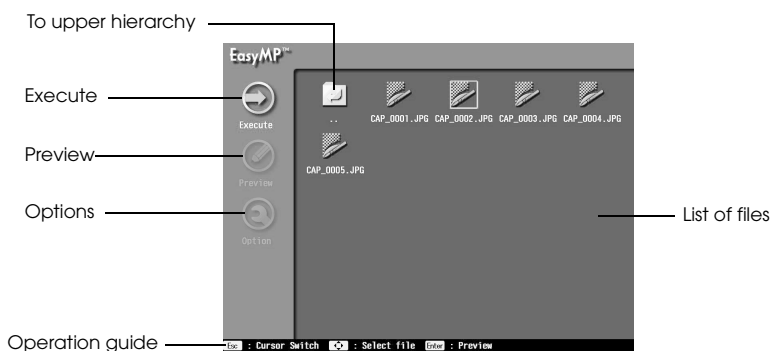 To upper hierarchy
EasyMP™
Execute
Execute
.. CAP_0001.JPG CAP_0002.JPG CAP_0003.JPG CAP_0004.JPG
Preview
Preview
CAP_0005.JPG
Options
Option
List of files
Operation guide
Esc : Cursor Switch : Select file Enter : Preview